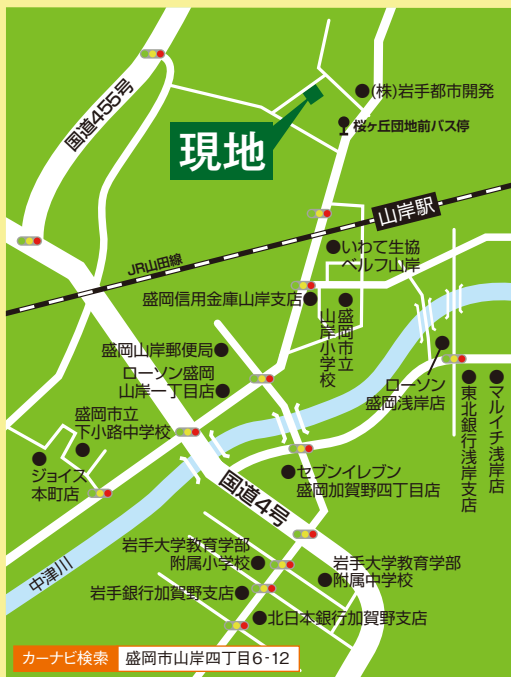 国道455号
(株)岩手都市開発
桜ヶ丘団地前バス停
現地
山岸駅
JR山田線
いわて生協
ベルフ山岸
盛岡信用金庫山岸支店
盛岡市立
山岸小学校
盛岡山岸郵便局
ローソン盛岡
山岸一丁目店
ローソン
盛岡浅岸店
マルイチ浅岸店
東北銀行浅岸支店
盛岡市立
下小路中学校
ジョイス
本町店
セブンイレブン
盛岡加賀野四丁目店
国道4号
中津川
岩手大学教育学部
附属小学校
岩手大学教育学部
附属中学校
岩手銀行加賀野支店
北日本銀行加賀野支店
カーナビ検索 盛岡市山岸四丁目6-12